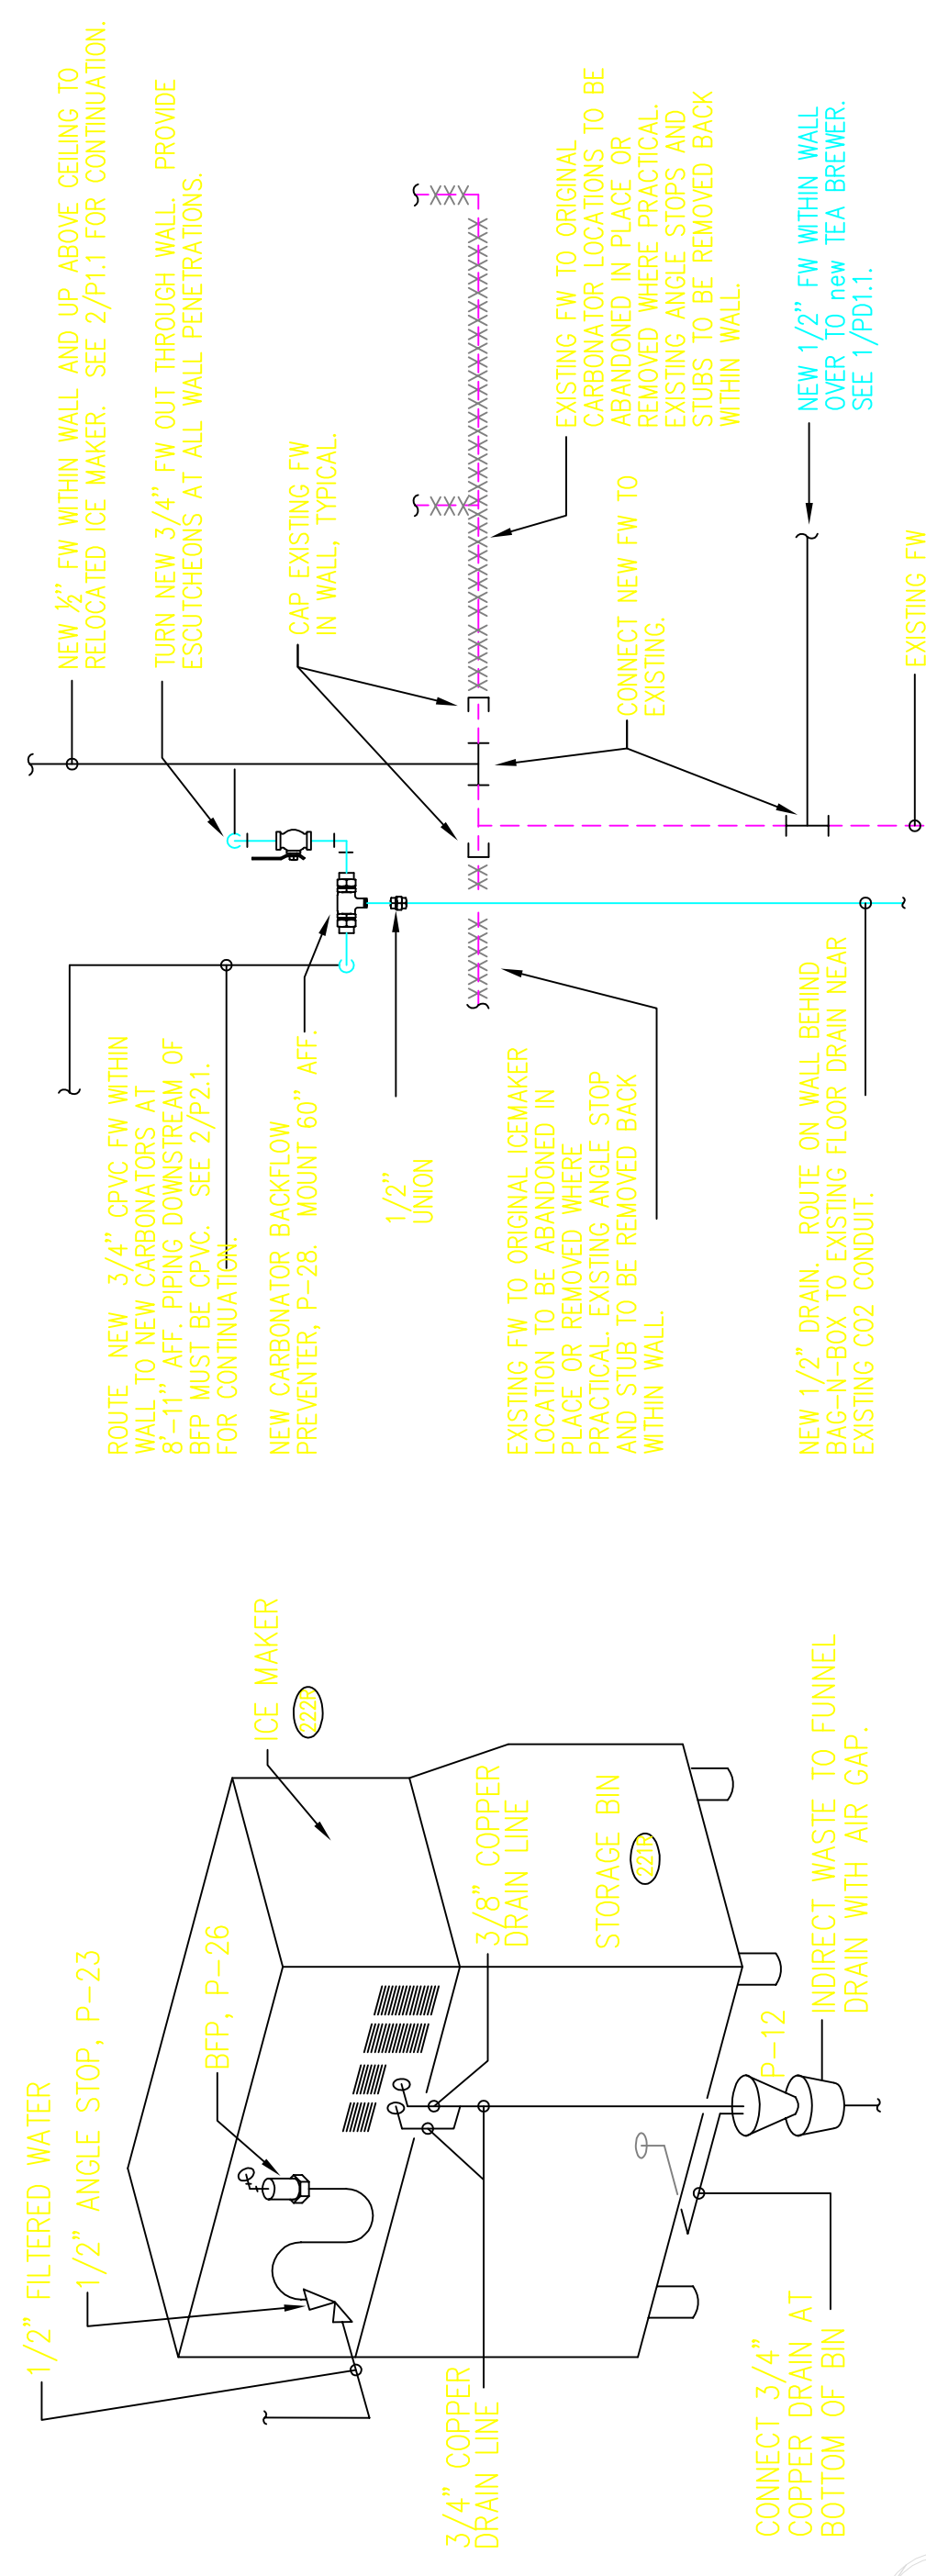 1/2” FILTERED WATER
1/2” ANGLE STOP, P-23
BFP, P-26
ICE MAKER
222R
3/8” COPPER
DRAIN LINE
STORAGE BIN
221R
3/4” COPPER
DRAIN LINE
P-12
INDIRECT WASTE TO FUNNEL
DRAIN WITH AIR GAP.
CONNECT 3/4”
COPPER DRAIN AT
BOTTOM OF BIN
ROUTE NEW 3/4” CPVC FW WITHIN
WALL TO NEW CARBONATORS AT
8’-11” AFF. PIPING DOWNSTREAM OF
BFP MUST BE CPVC. SEE 2/P2.1.
FOR CONTINUATION.
NEW CARBONATOR BACKFLOW
PREVENTER, P-28. MOUNT 60” AFF.
1/2”
UNION
EXISTING FW TO ORIGINAL ICEMAKER
LOCATION TO BE ABANDONED IN
PLACE OR REMOVED WHERE
PRACTICAL. EXISTING ANGLE STOP
AND STUB TO BE REMOVED BACK
WITHIN WALL.
NEW 1/2” DRAIN. ROUTE ON WALL BEHIND
BAG-N-BOX TO EXISTING FLOOR DRAIN NEAR
EXISTING CO2 CONDUIT.
NEW ½” FW WITHIN WALL AND UP ABOVE CEILING TO
RELOCATED ICE MAKER. SEE 2/P1.1 FOR CONTINUATION.
TURN NEW 3/4” FW OUT THROUGH WALL. PROVIDE
ESCUTCHEONS AT ALL WALL PENETRATIONS.
CAP EXISTING FW
IN WALL, TYPICAL.
EXISTING FW TO ORIGINAL
CARBONATOR LOCATIONS TO BE
ABANDONED IN PLACE OR
REMOVED WHERE PRACTICAL.
EXISTING ANGLE STOPS AND
STUBS TO BE REMOVED BACK
WITHIN WALL.
CONNECT NEW FW TO
EXISTING.
NEW 1/2” FW WITHIN WALL
OVER TO new TEA BREWER.
SEE 1/PD1.1.
EXISTING FW